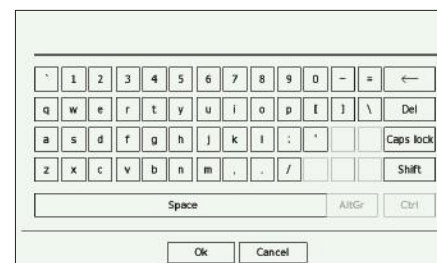 ` 1 2 3 4 5 6 7 8 9 0 - = ←
q w e r t y u i o p [ ] \ Del
a s d f g h j k l ; ' Caps lock
z x c v b n m , . / Shift
Space AltGr Ctrl
Ok Cancel